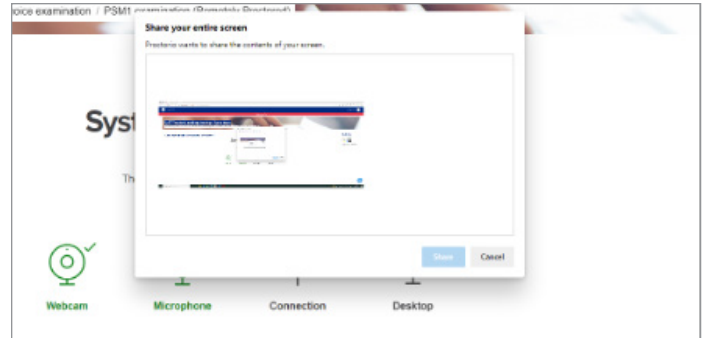 oice examination / PSM1 examination (Remotely Proctored)
Share your entire screen
Proctorio wants to share the contents of your screen.
Syst
Th
Share Cancel
Webcam Microphone Connection Desktop